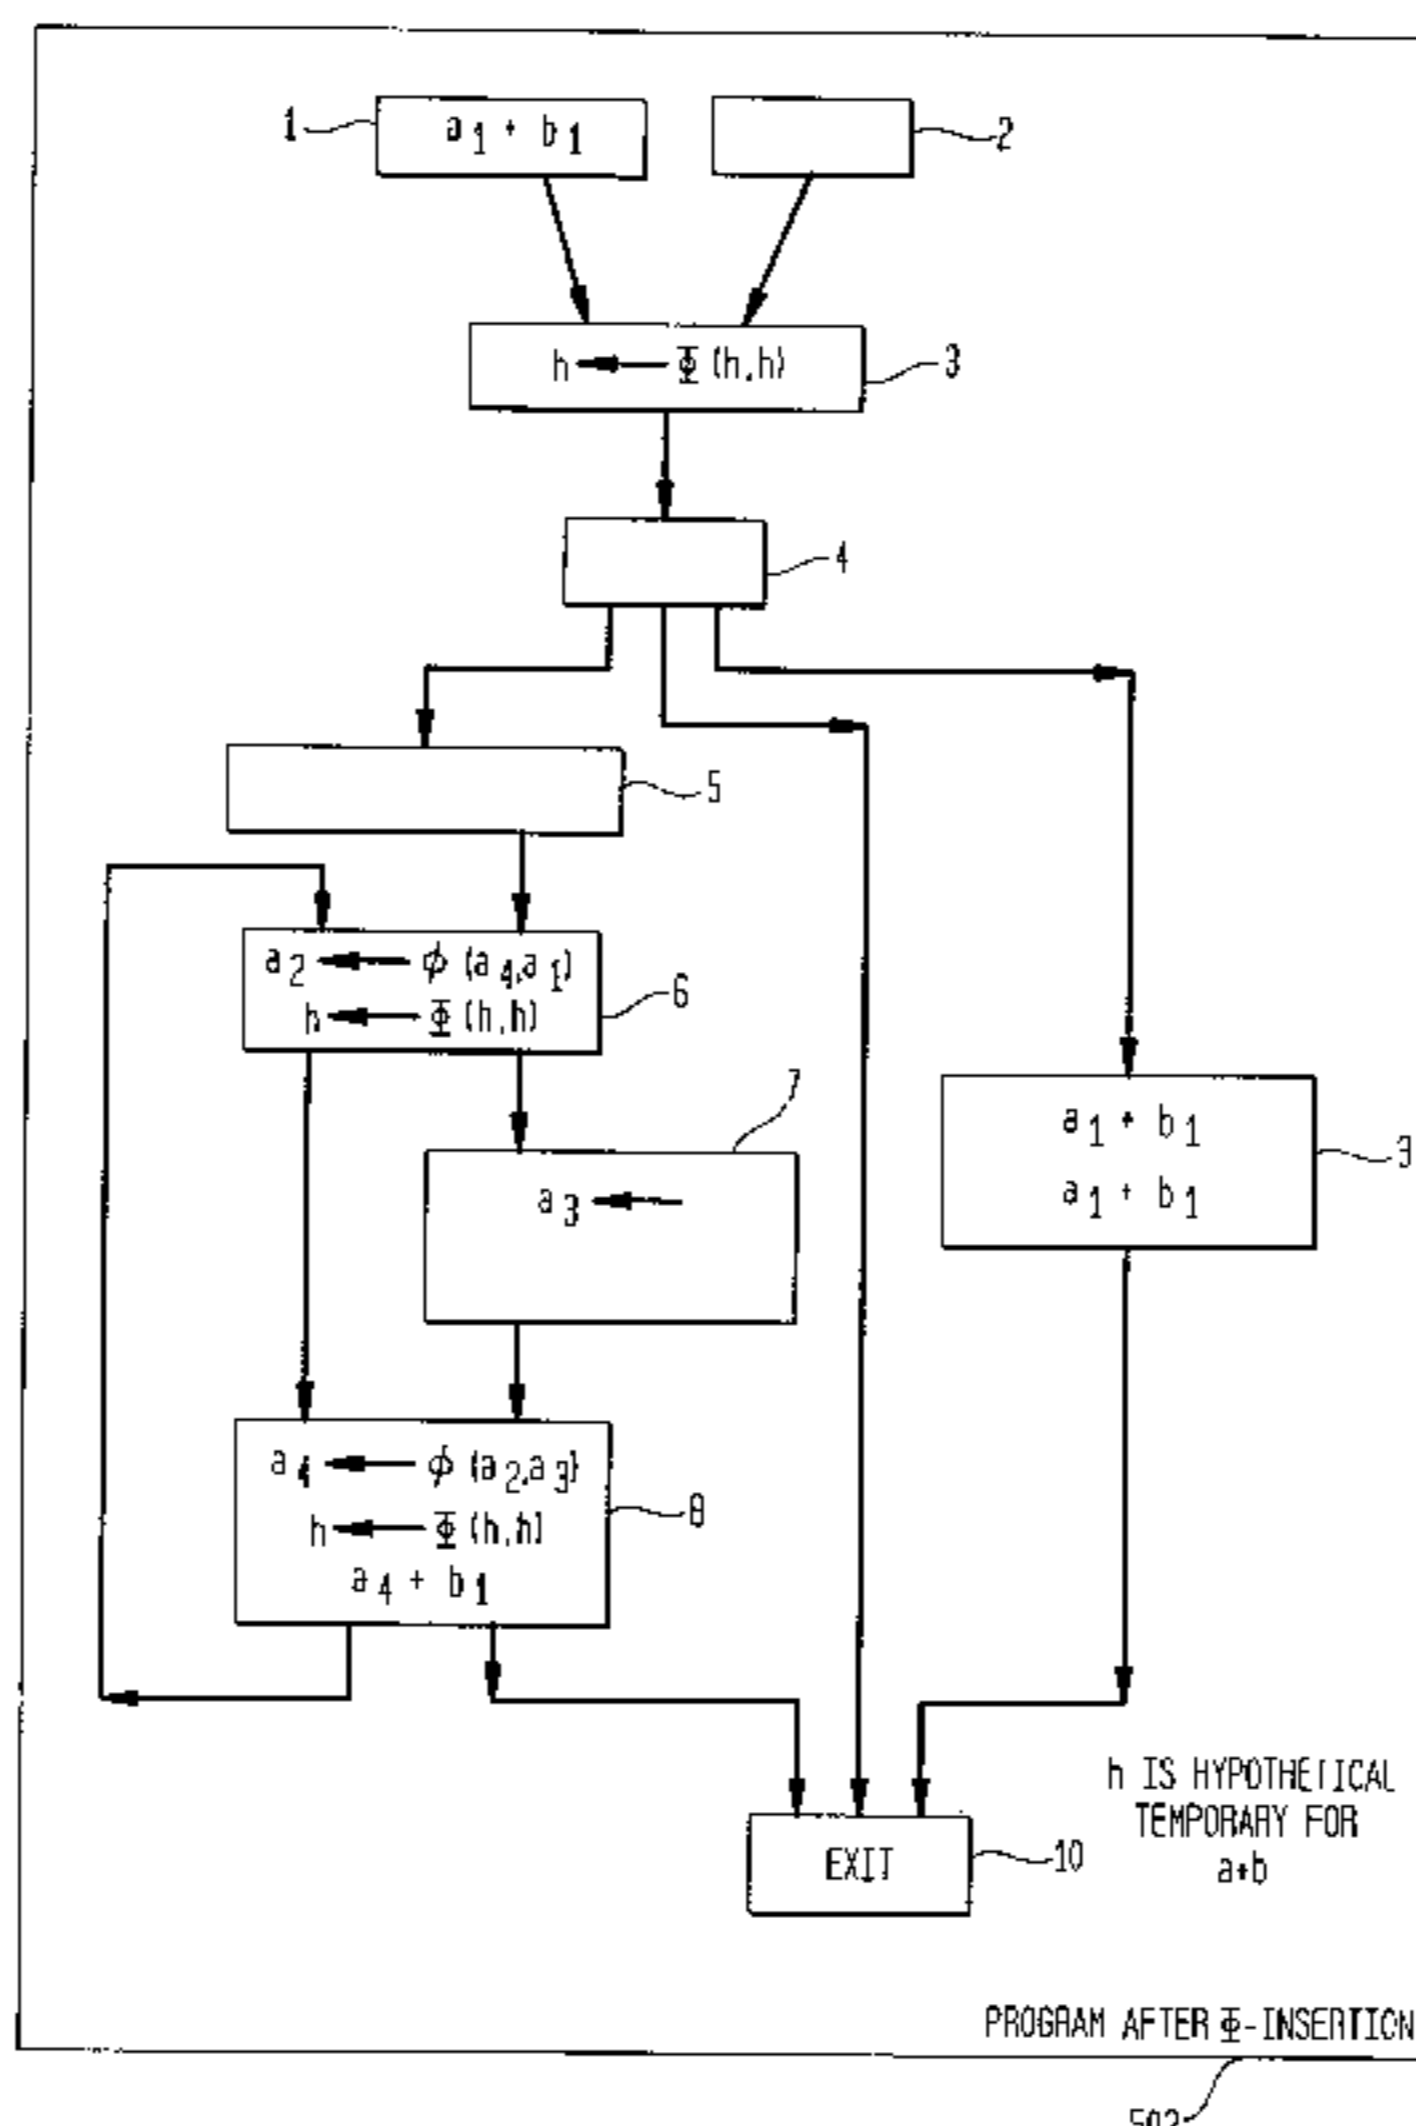 1
a1 + b1
2
h ← Φ (h,h)
3
4
5
a2 ← ϕ (a4,a1)
h ← Φ (h,h)
6
7
a3 ←
a1 + b1
a1 + b1
9
a4 ← ϕ (a2,a3)
h ← Φ (h,h)
a4 + b1
8
h IS HYPOTHETICAL
TEMPORARY FOR
a+b
EXIT
10
PROGRAM AFTER Φ-INSERTION